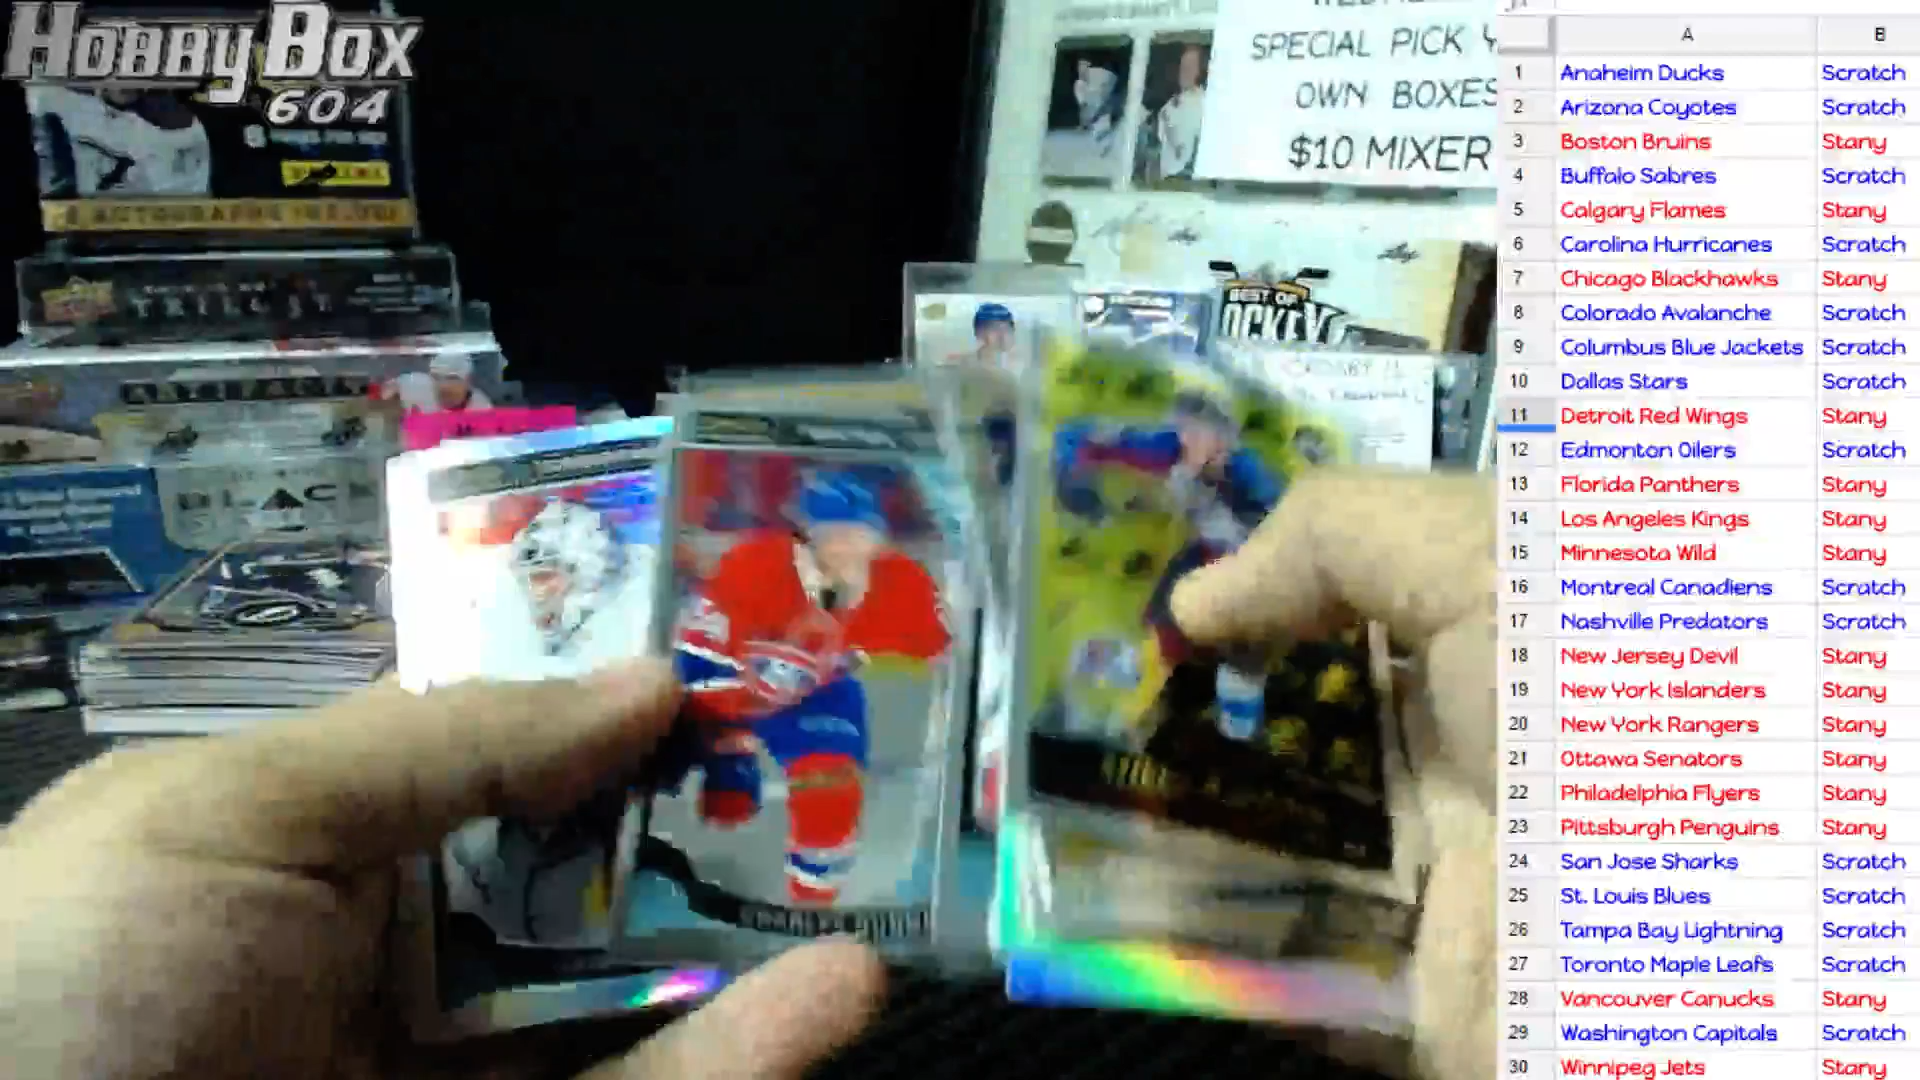 HOBBYBOX
604
SPECIAL PICK Y
OWN BOXES
$10 MIXER
BEST OF
A B
1 Anaheim Ducks Scratch
2 Arizona Coyotes Scratch
3 Boston Bruins Stany
4 Buffalo Sabres Scratch
5 Calgary Flames Stany
6 Carolina Hurricanes Scratch
7 Chicago Blackhawks Stany
8 Colorado Avalanche Scratch
9 Columbus Blue Jackets Scratch
10 Dallas Stars Scratch
11 Detroit Red Wings Stany
12 Edmonton Oilers Scratch
13 Florida Panthers Stany
14 Los Angeles Kings Stany
15 Minnesota Wild Stany
16 Montreal Canadiens Scratch
17 Nashville Predators Scratch
18 New Jersey Devil Stany
19 New York Islanders Stany
20 New York Rangers Stany
21 Ottawa Senators Stany
22 Philadelphia Flyers Stany
23 Pittsburgh Penguins Stany
24 San Jose Sharks Scratch
25 St. Louis Blues Scratch
26 Tampa Bay Lightning Scratch
27 Toronto Maple Leafs Scratch
28 Vancouver Canucks Stany
29 Washington Capitals Scratch
30 Winnipeg Jets Stany